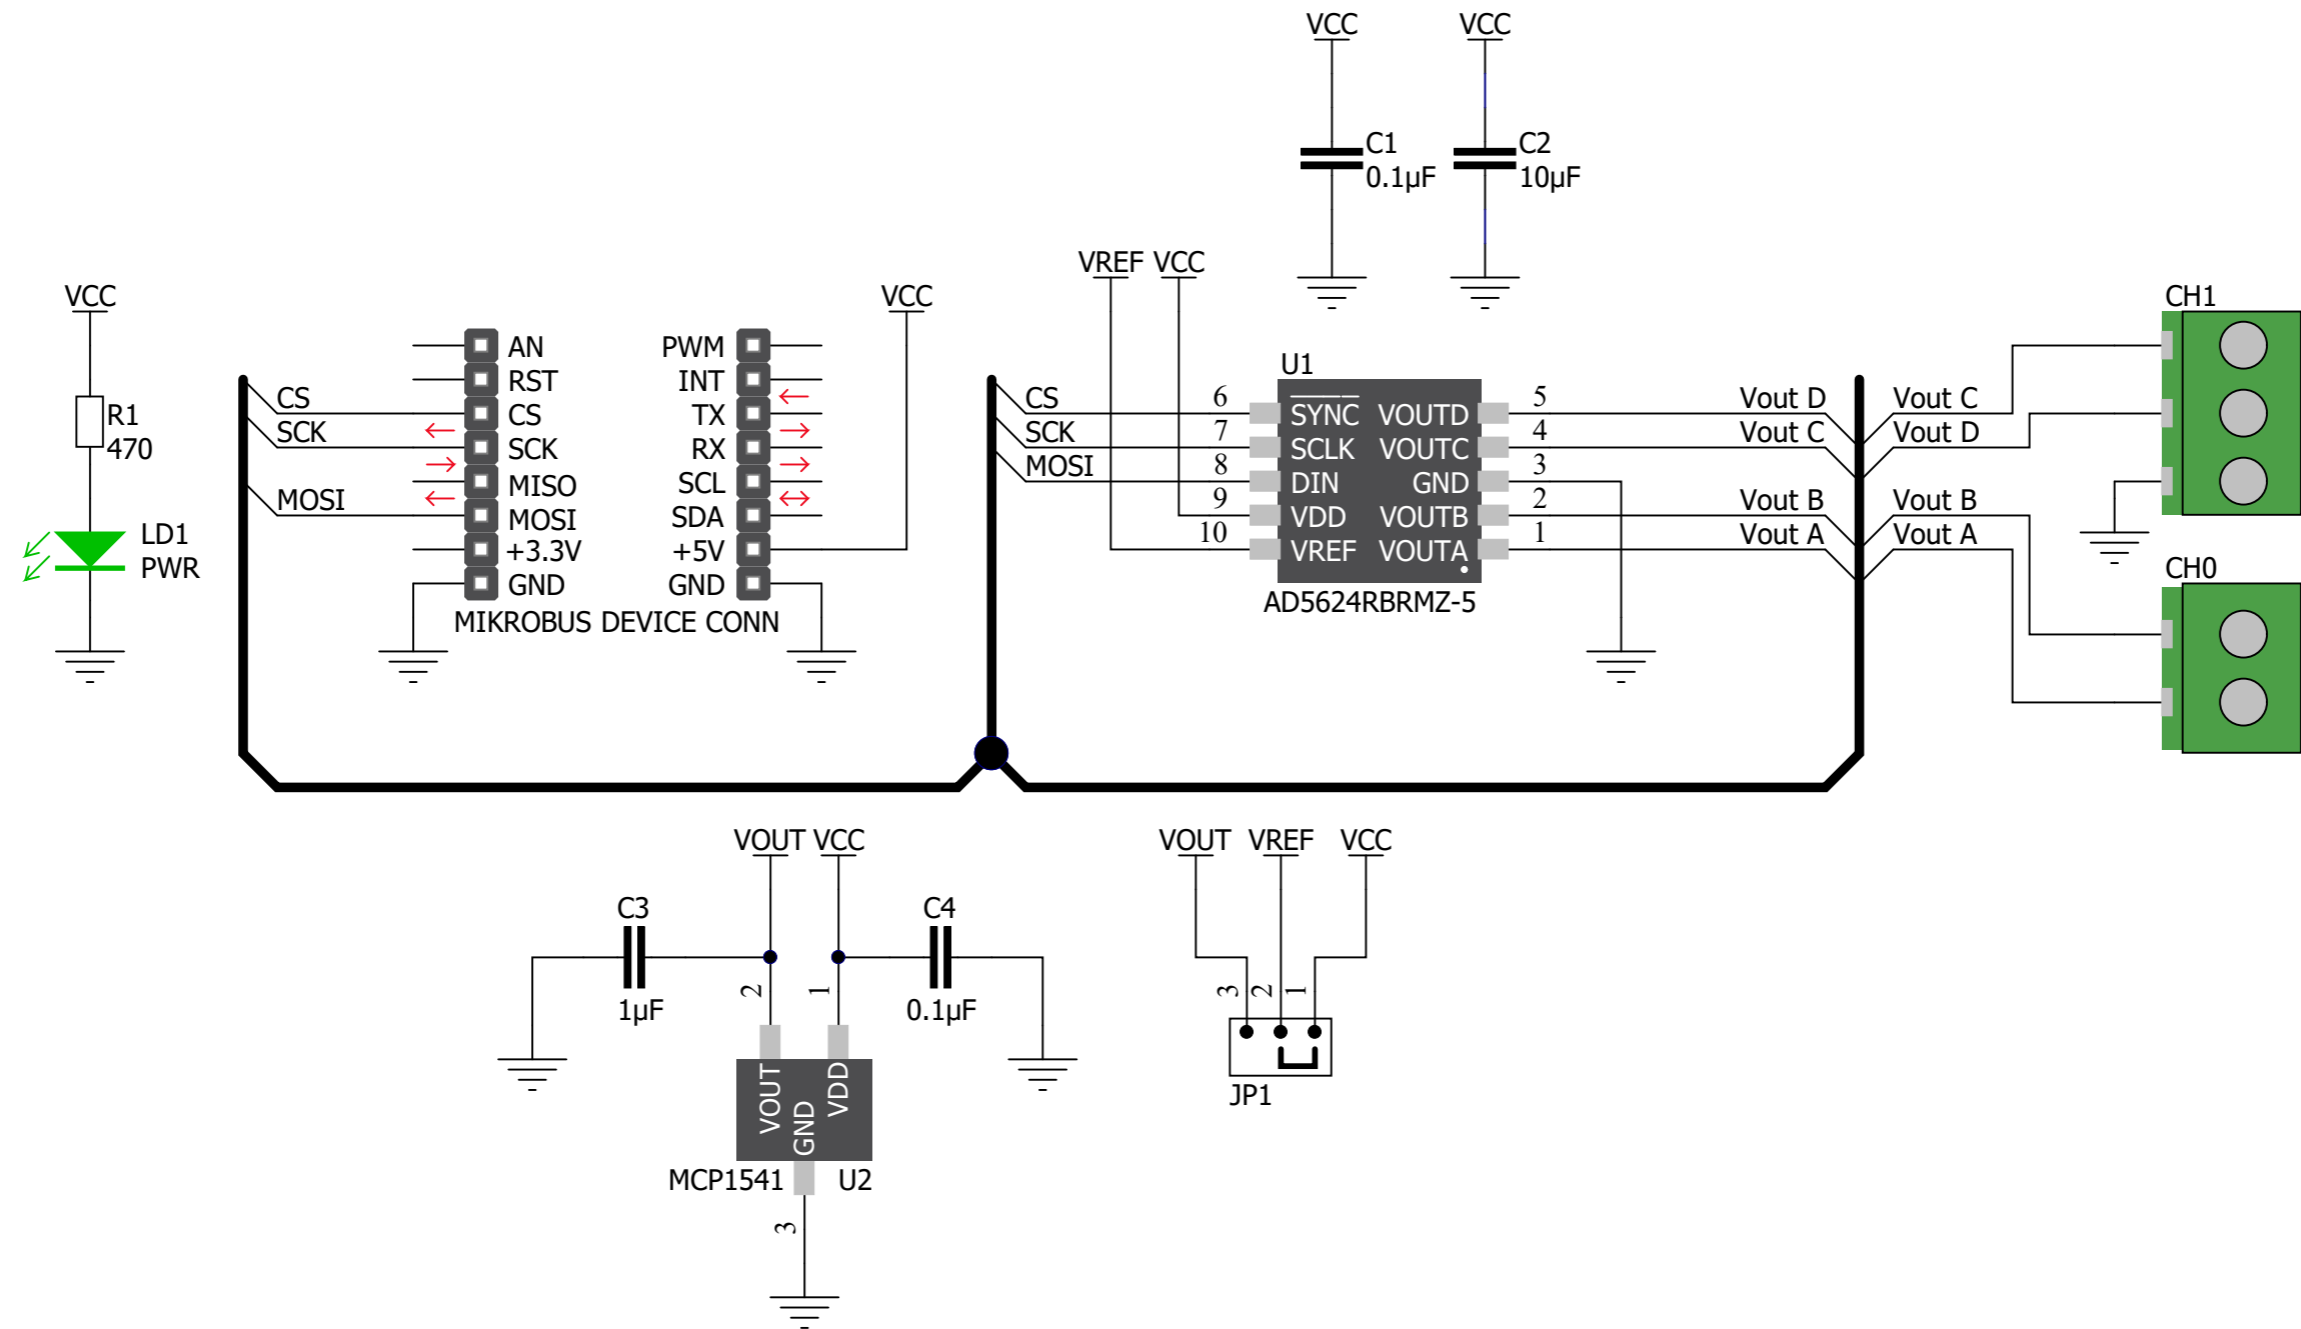 VCC
VCC
C1
0.1µF
C2
10µF
VREF VCC
VCC
R1
470
LD1
PWR
CS
SCK
MOSI
AN
RST
CS
SCK
MISO
MOSI
+3.3V
GND
PWM
INT
TX
RX
SCL
SDA
+5V
GND
MIKROBUS DEVICE CONN
VCC
CS
SCK
MOSI
U1
6 SYNC VOUTD 5
7 SCLK VOUTC 4
8 DIN GND 3
9 VDD VOUTB 2
10 VREF VOUTA 1
AD5624RBRMZ-5
Vout D
Vout C
Vout B
Vout A
Vout C
Vout D
Vout B
Vout A
CH1
CH0
VOUT VCC
C3
1µF
C4
0.1µF
2
1
VOUT
GND
VDD
MCP1541 U2
3
VOUT VREF VCC
3 2 1
JP1